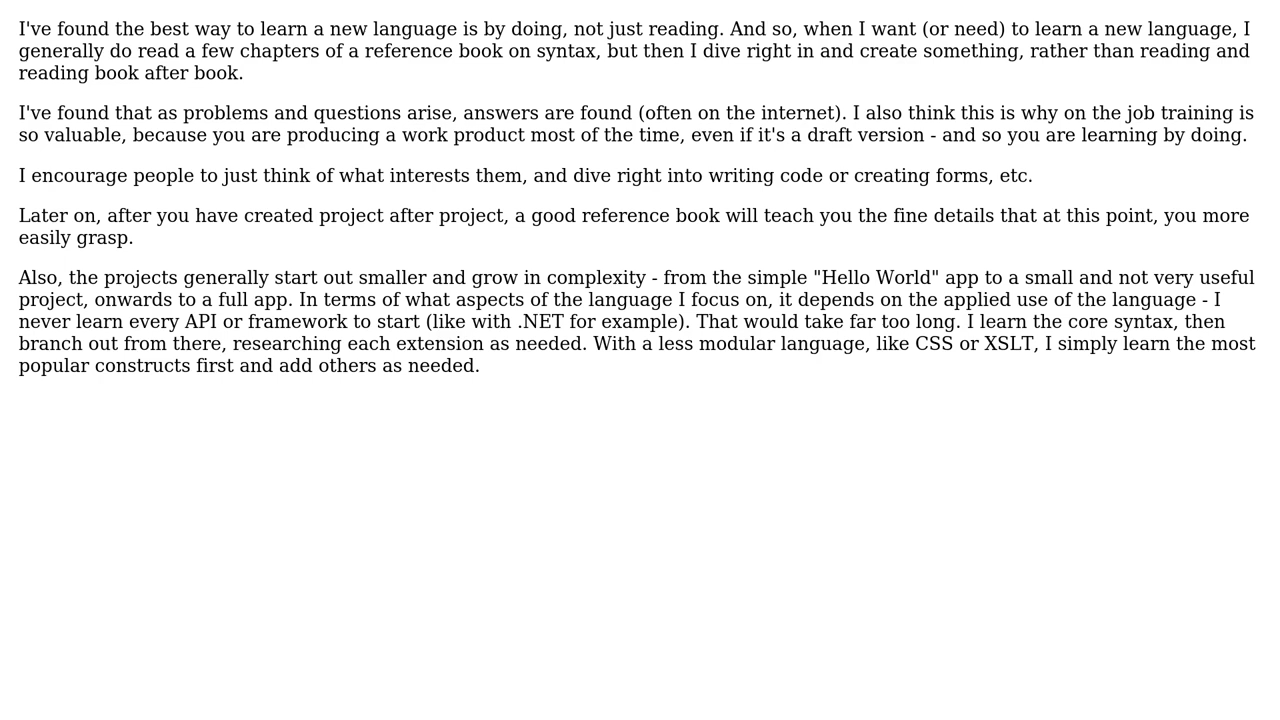 I've found the best way to learn a new language is by doing, not just reading. And so, when I want (or need) to learn a new language, I
generally do read a few chapters of a reference book on syntax, but then I dive right in and create something, rather than reading and
reading book after book.
I've found that as problems and questions arise, answers are found (often on the internet). I also think this is why on the job training is
so valuable, because you are producing a work product most of the time, even if it's a draft version - and so you are learning by doing.
I encourage people to just think of what interests them, and dive right into writing code or creating forms, etc.
Later on, after you have created project after project, a good reference book will teach you the fine details that at this point, you more
easily grasp.
Also, the projects generally start out smaller and grow in complexity - from the simple "Hello World" app to a small and not very useful
project, onwards to a full app. In terms of what aspects of the language I focus on, it depends on the applied use of the language - I
never learn every API or framework to start (like with .NET for example). That would take far too long. I learn the core syntax, then
branch out from there, researching each extension as needed. With a less modular language, like CSS or XSLT, I simply learn the most
popular constructs first and add others as needed.